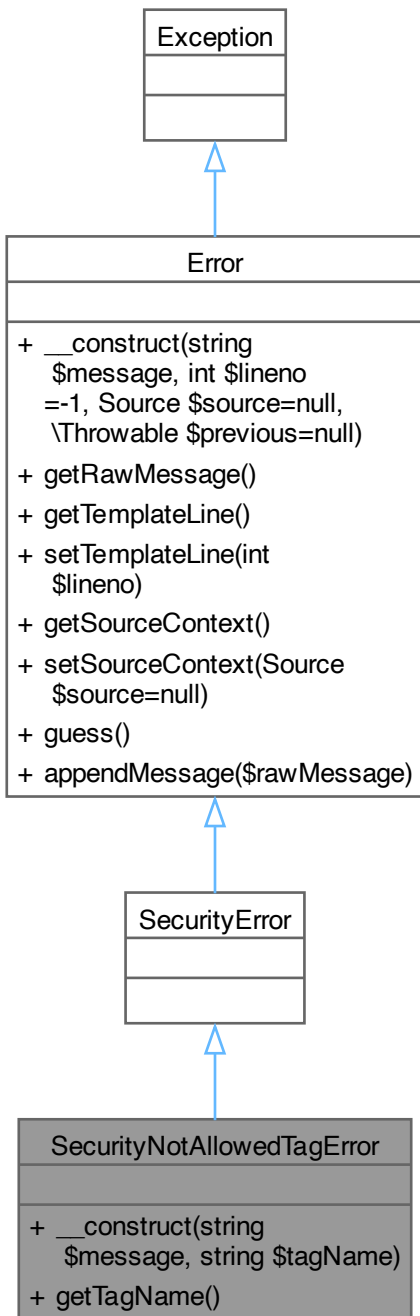 Exception
Error
+ __construct(string
$message, int $lineno
=-1, Source $source=null,
\Throwable $previous=null)
+ getRawMessage()
+ getTemplateLine()
+ setTemplateLine(int
$lineno)
+ getSourceContext()
+ setSourceContext(Source
$source=null)
+ guess()
+ appendMessage($rawMessage)
SecurityError
SecurityNotAllowedTagError
+ __construct(string
$message, string $tagName)
+ getTagName()